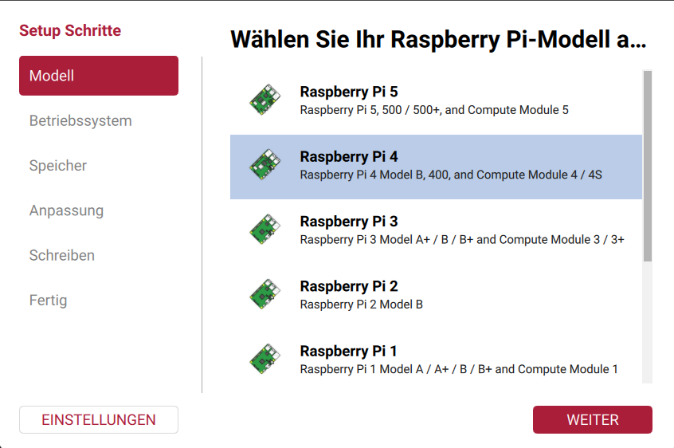 Setup Schritte
Wählen Sie Ihr Raspberry Pi-Modell a...
Modell
Betriebssystem
Speicher
Anpassung
Schreiben
Fertig
Raspberry Pi 5
Raspberry Pi 5, 500 / 500+, and Compute Module 5
Raspberry Pi 4
Raspberry Pi 4 Model B, 400, and Compute Module 4 / 4S
Raspberry Pi 3
Raspberry Pi 3 Model A+ / B / B+ and Compute Module 3 / 3+
Raspberry Pi 2
Raspberry Pi 2 Model B
Raspberry Pi 1
Raspberry Pi 1 Model A / A+ / B / B+ and Compute Module 1
EINSTELLUNGEN
WEITER